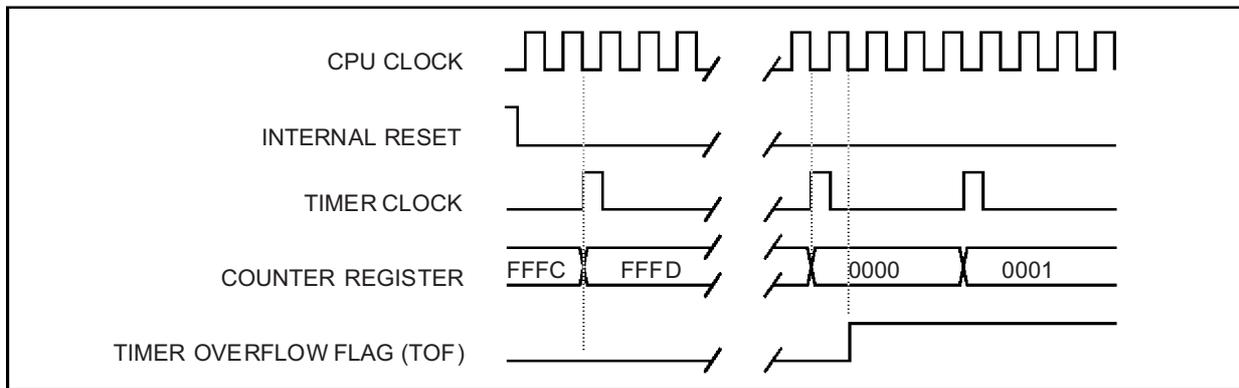 CPU CLOCK
INTERNAL RESET
TIMER CLOCK
COUNTER REGISTER
FFFC FFFD 0000 0001
TIMER OVERFLOW FLAG (TOF)